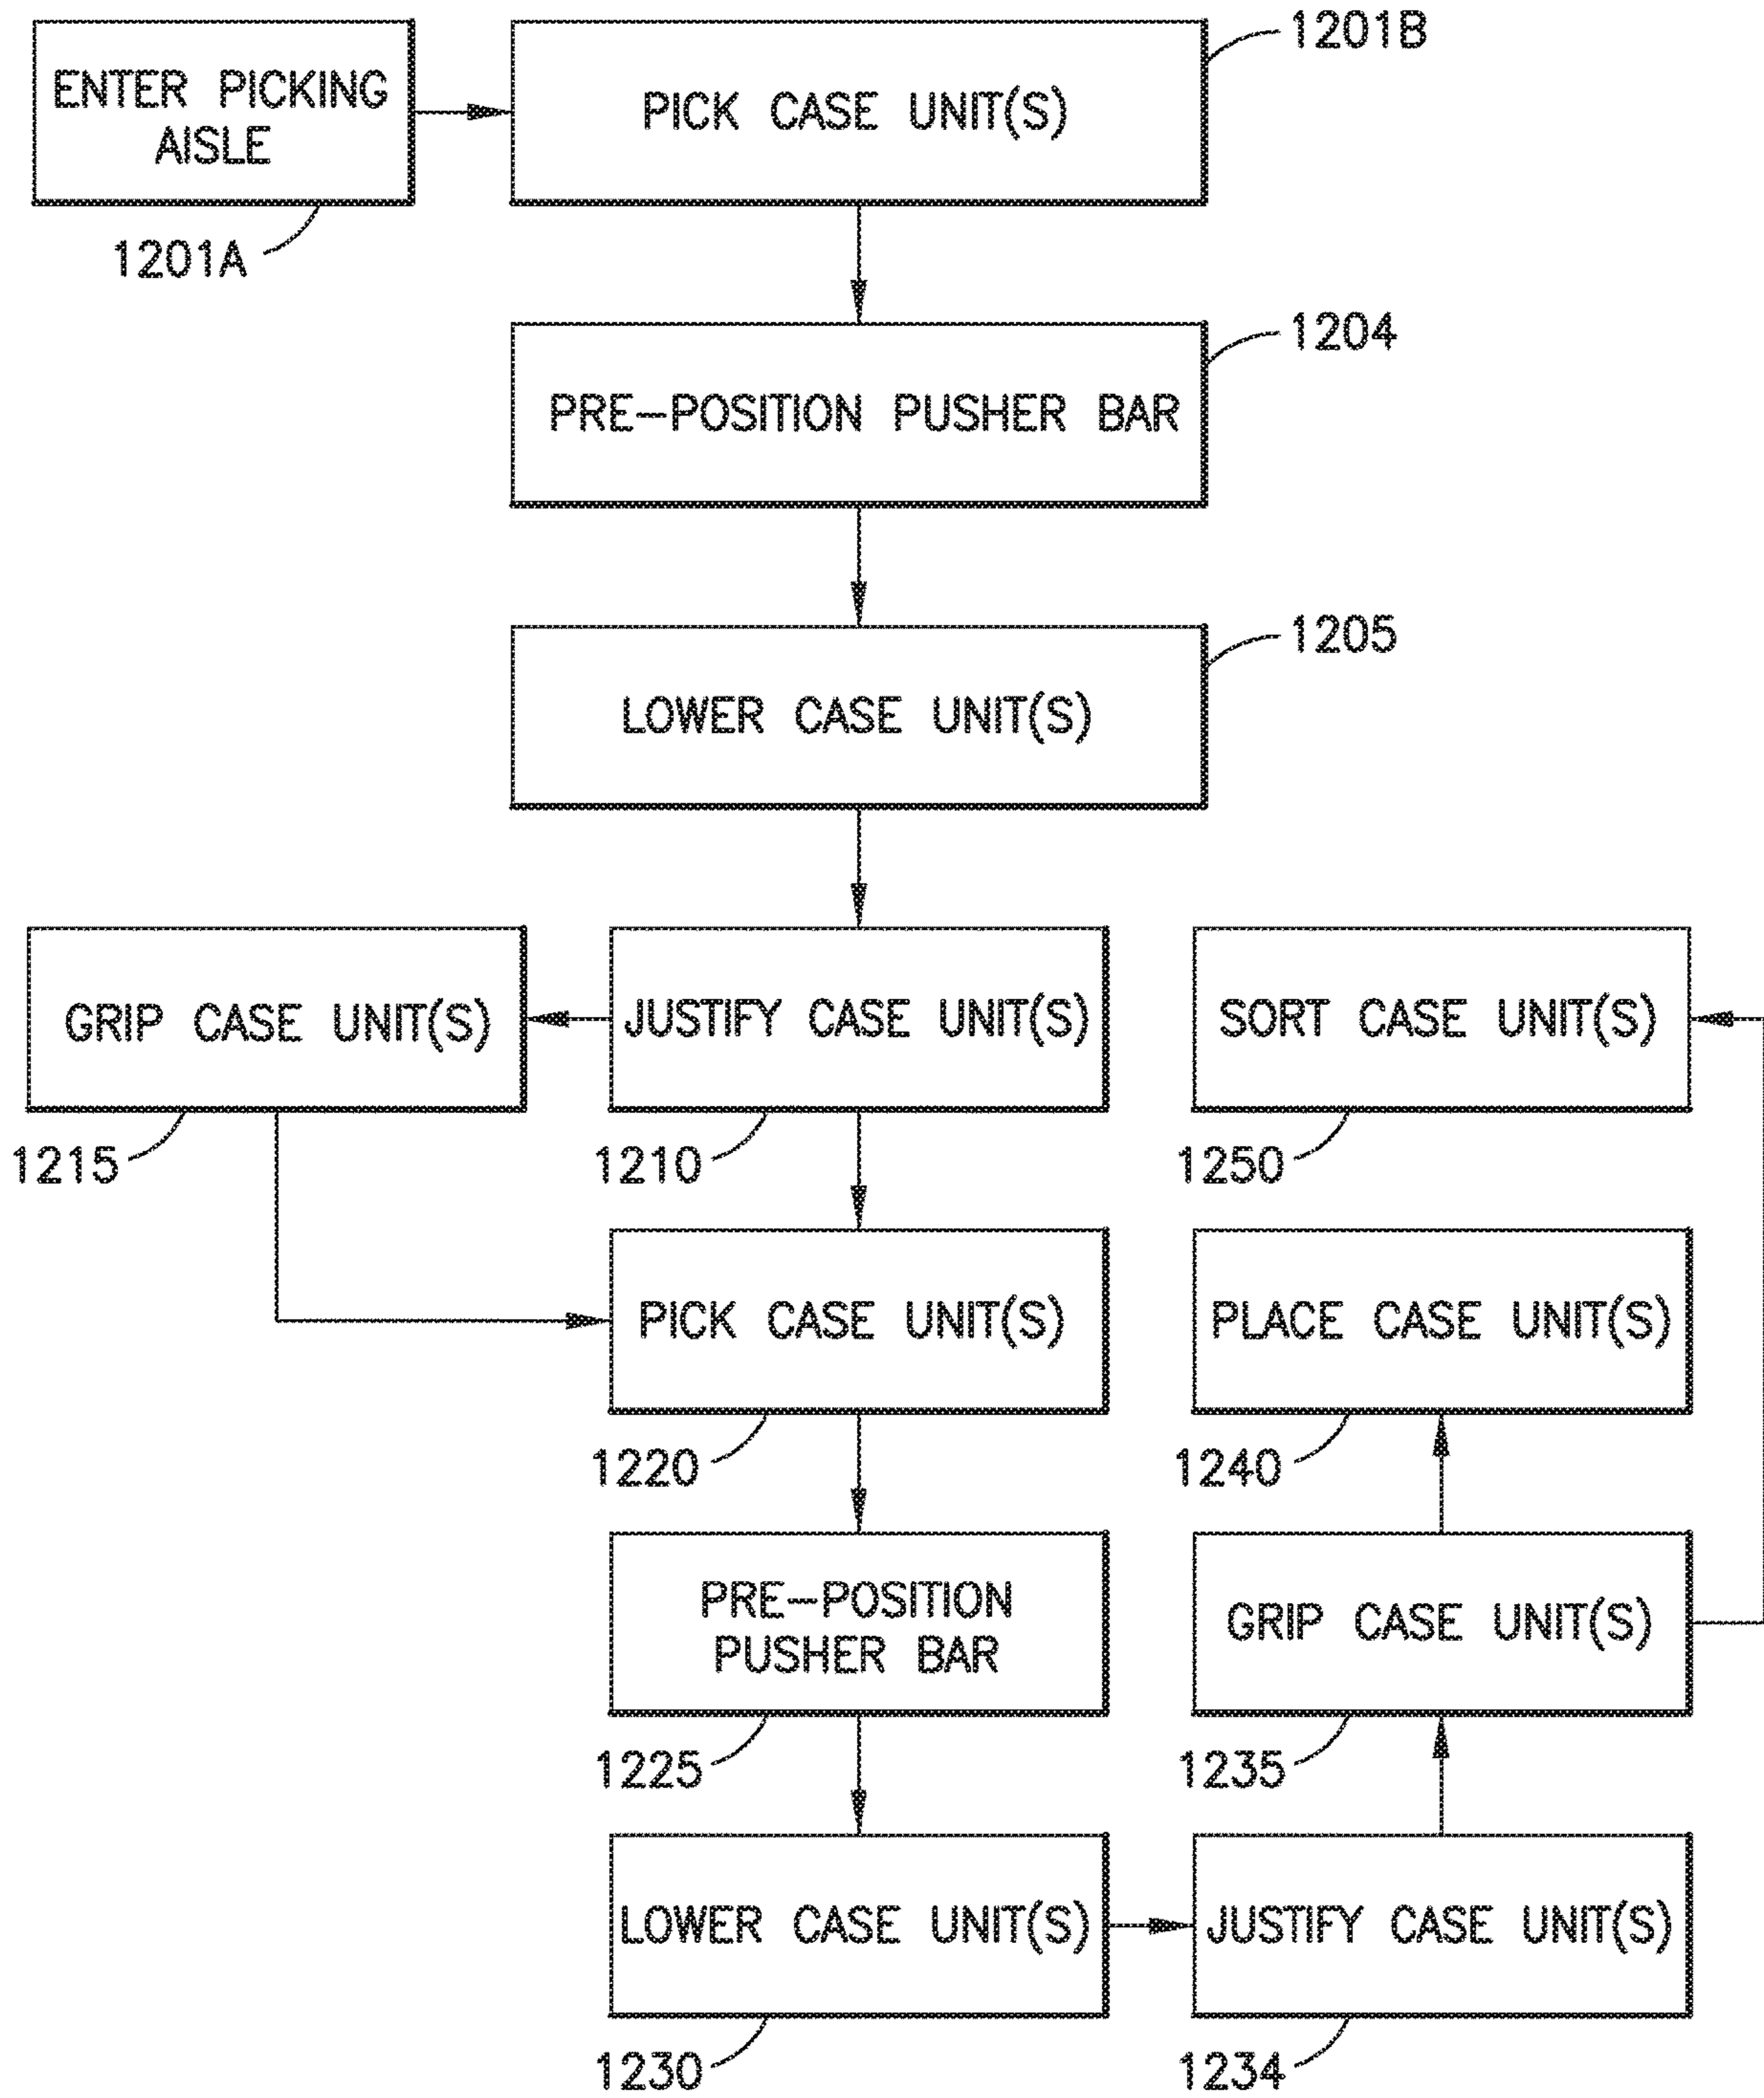 ENTER PICKING
AISLE
1201A
PICK CASE UNIT(S)
1201B
PRE-POSITION PUSHER BAR
1204
LOWER CASE UNIT(S)
1205
GRIP CASE UNIT(S)
1215
JUSTIFY CASE UNIT(S)
1210
SORT CASE UNIT(S)
1250
PICK CASE UNIT(S)
1220
PLACE CASE UNIT(S)
1240
PRE-POSITION
PUSHER BAR
1225
GRIP CASE UNIT(S)
1235
LOWER CASE UNIT(S)
1230
JUSTIFY CASE UNIT(S)
1234